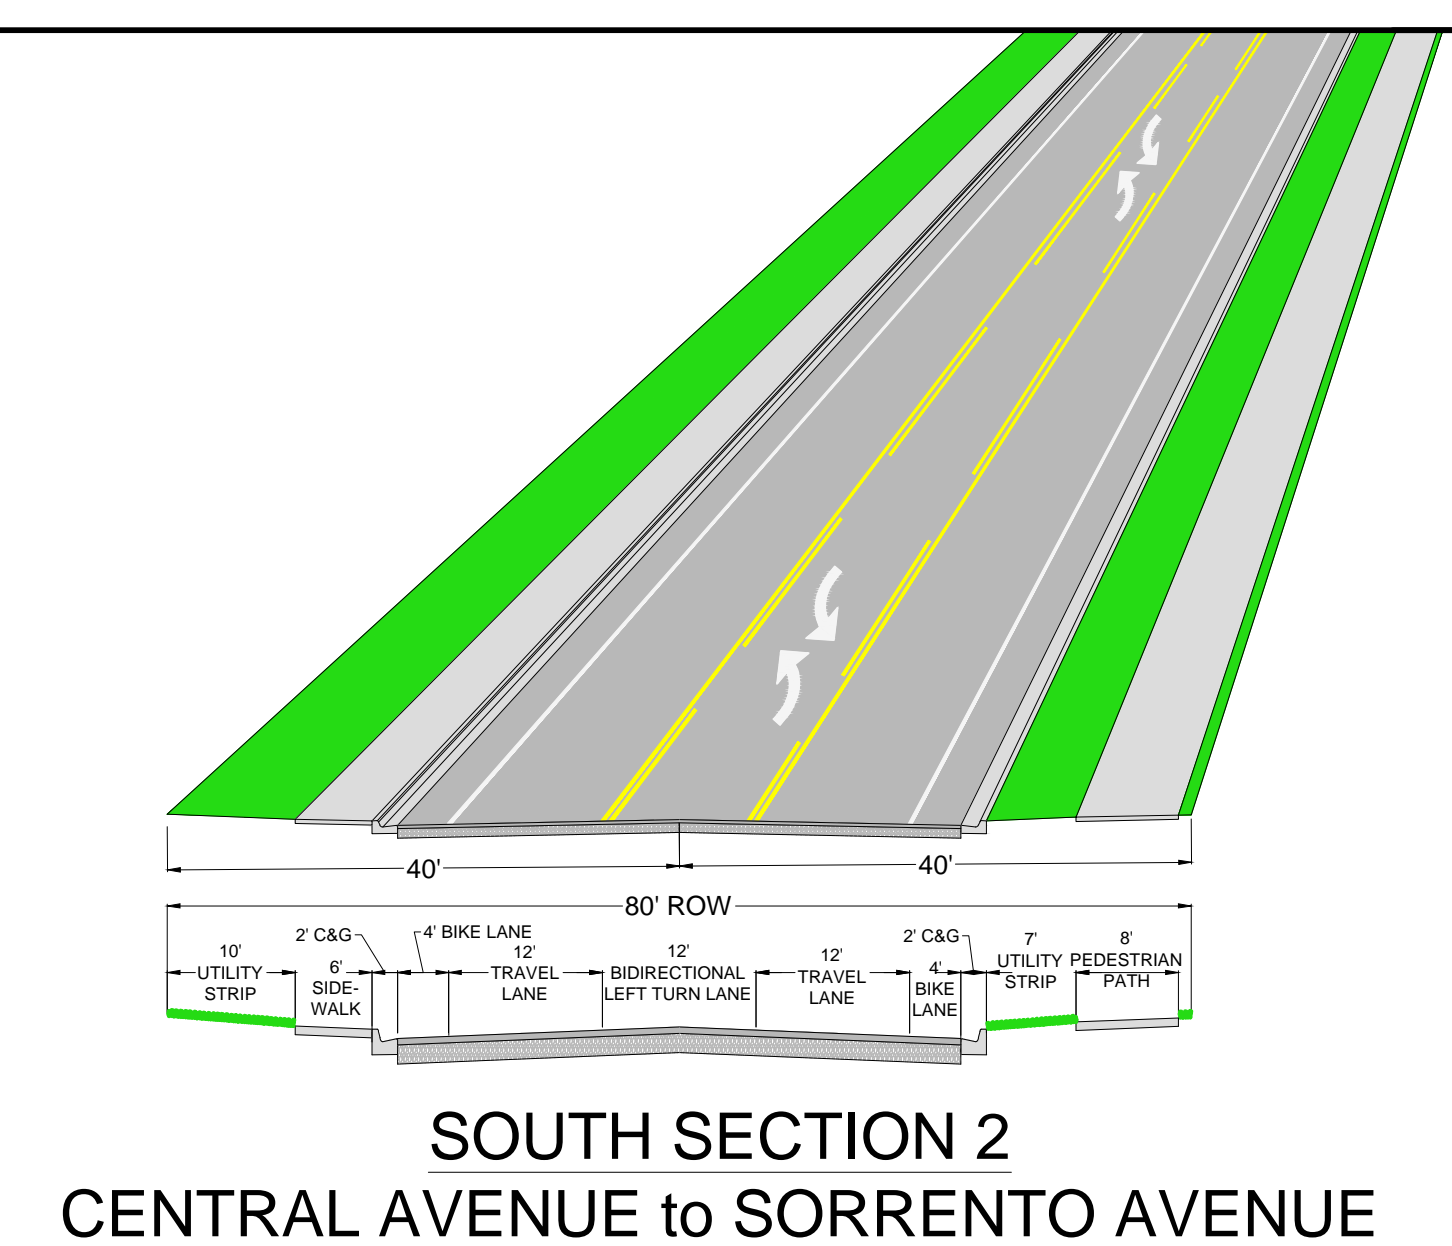 40'
40'
80' ROW
10'
UTILITY
STRIP
6'
SIDE-
WALK
2' C&G
4' BIKE LANE
12'
TRAVEL
LANE
12'
BIDIRECTIONAL
LEFT TURN LANE
12'
TRAVEL
LANE
2' C&G
4'
BIKE
LANE
7'
UTILITY
STRIP
8'
PEDESTRIAN
PATH
SOUTH SECTION 2
CENTRAL AVENUE to SORRENTO AVENUE